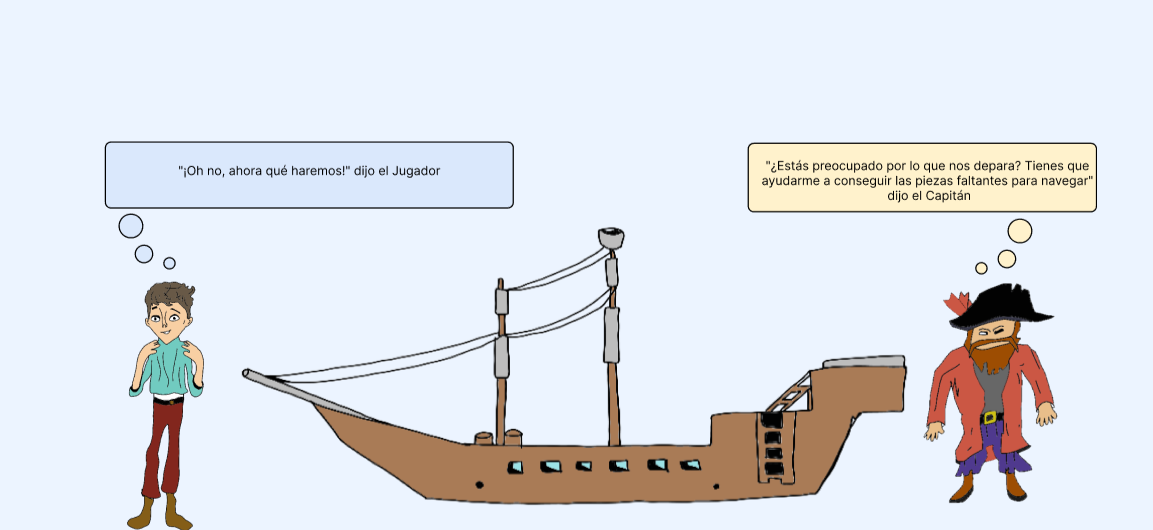 "¡Oh no, ahora qué haremos!" dijo el Jugador
"¿Estás preocupado por lo que nos depara? Tienes que
ayudarme a conseguir las piezas faltantes para navegar"
dijo el Capitán